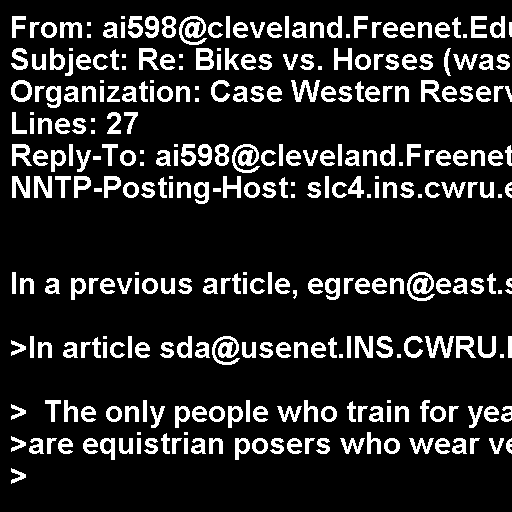 From: ai598@cleveland.Freenet.Edu
Subject: Re: Bikes vs. Horses (was
Organization: Case Western Reserv
Lines: 27
Reply-To: ai598@cleveland.Freenet
NNTP-Posting-Host: slc4.ins.cwru.e
In a previous article, egreen@east.s
>In article sda@usenet.INS.CWRU.
>  The only people who train for yea
>are equistrian posers who wear ve
>